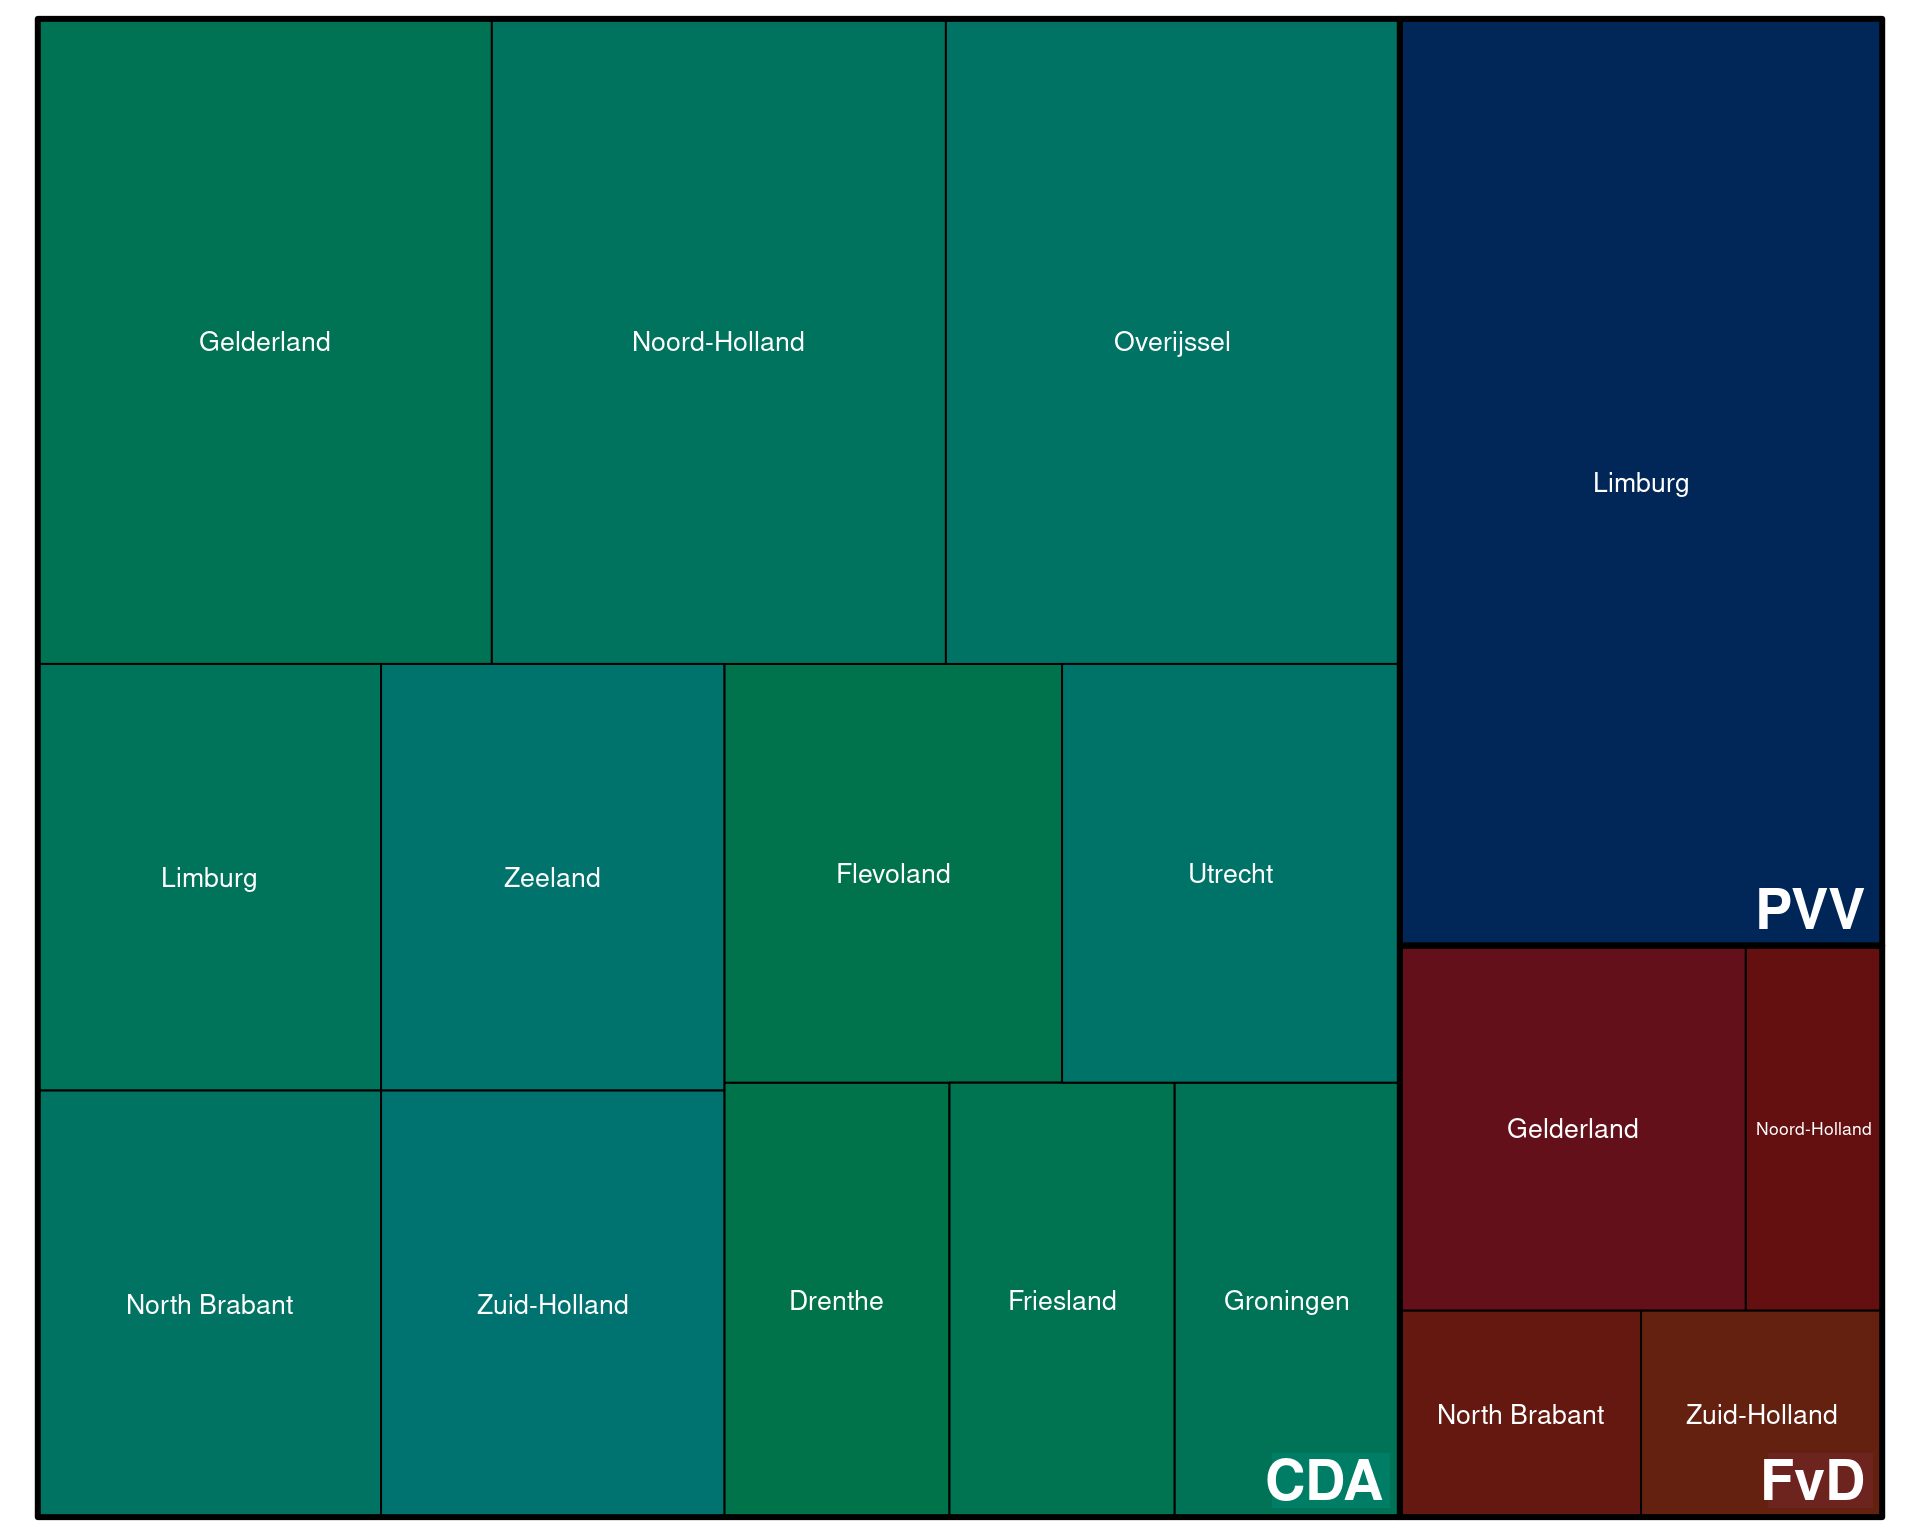 Gelderland
Noord-Holland
Overijssel
Limburg
Zeeland
Flevoland
Utrecht
North Brabant
Zuid-Holland
Drenthe
Friesland
Groningen
CDA
Limburg
PVV
Gelderland
Noord-Holland
North Brabant
Zuid-Holland
FvD